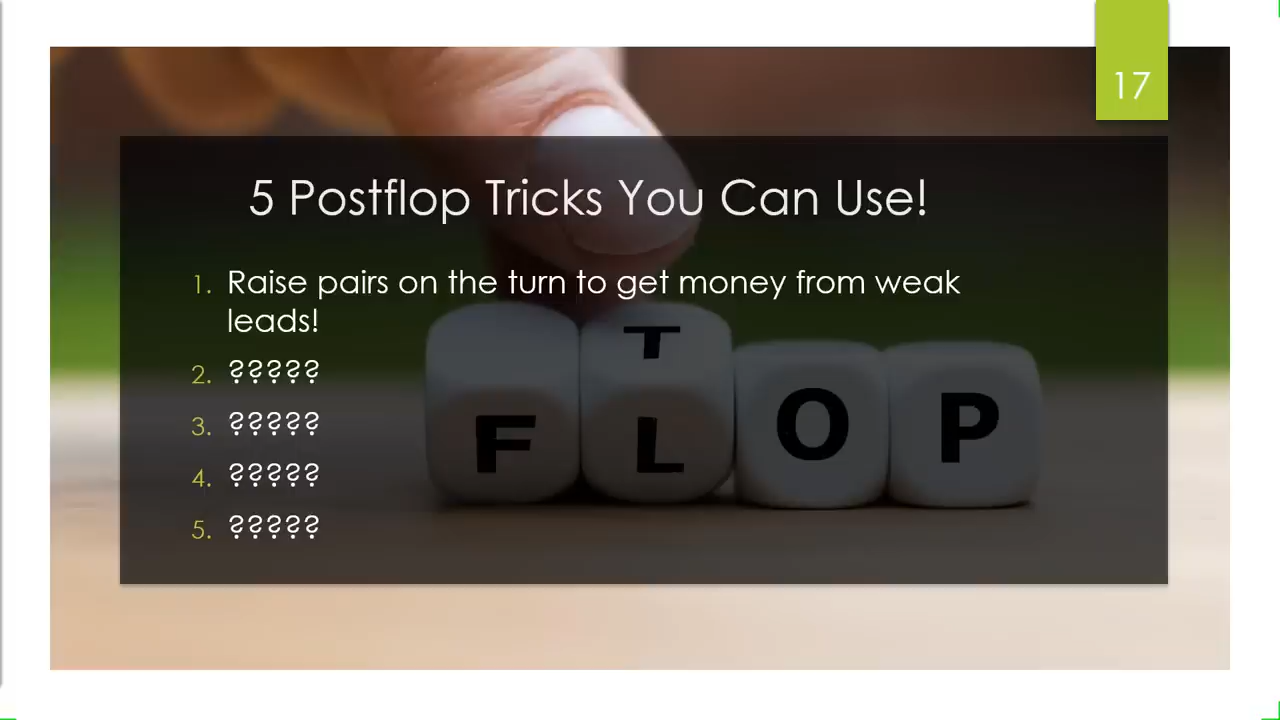 17
5 Postflop Tricks You Can Use!
1. Raise pairs on the turn to get money from weak
leads!
2. ?????
3. ?????
4. ?????
5. ?????
T
F L O P